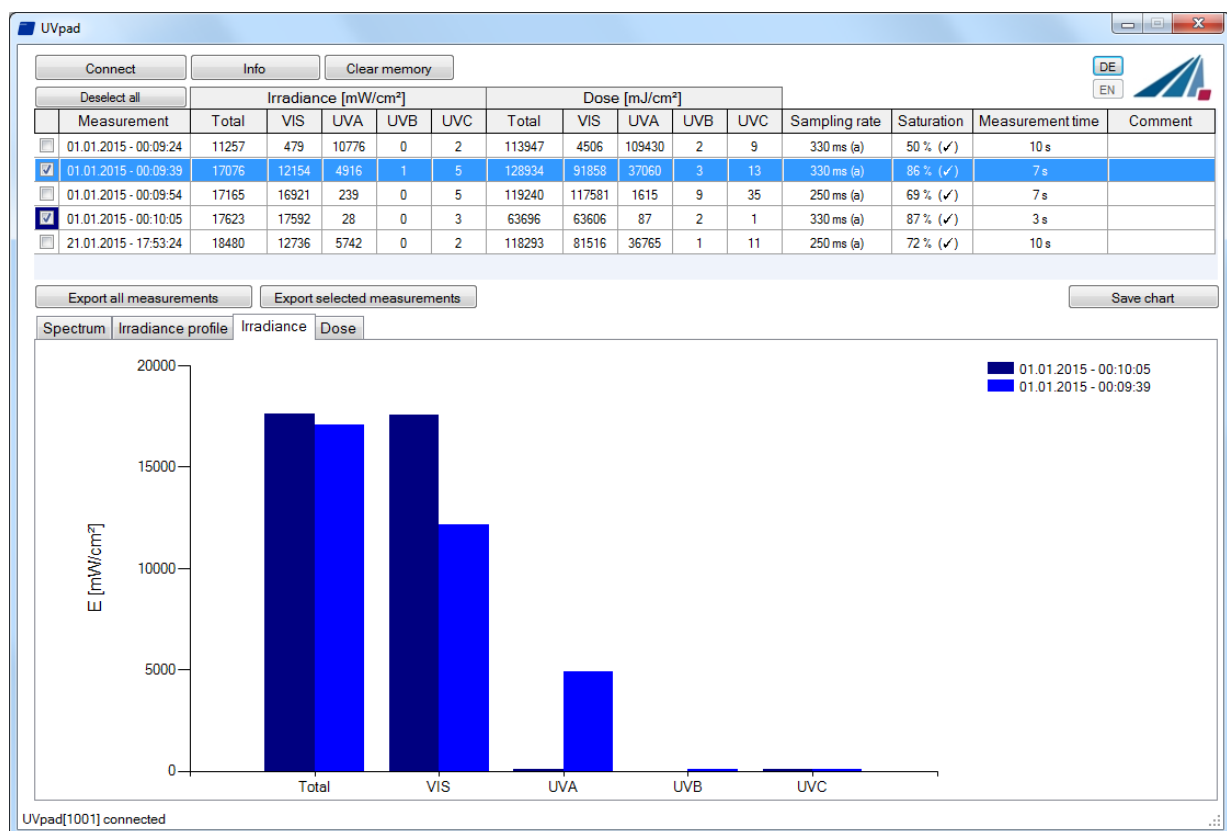 UVpad
Connect Info Clear memory DE
EN
Deselect all Irradiance [mW/cm²] Dose [mJ/cm²]
Measurement Total VIS UVA UVB UVC Total VIS UVA UVB UVC Sampling rate Saturation Measurement time Comment
01.01.2015 - 00:09:24 11257 479 10776 0 2 113947 4506 109430 2 9 330 ms (a) 50 % (✓) 10 s
01.01.2015 - 00:09:39 17076 12154 4916 1 5 128934 91858 37060 3 13 330 ms (a) 86 % (✓) 7 s
01.01.2015 - 00:09:54 17165 16921 239 0 5 119240 117581 1615 9 35 250 ms (a) 69 % (✓) 7 s
01.01.2015 - 00:10:05 17623 17592 28 0 3 63696 63606 87 2 1 330 ms (a) 87 % (✓) 3 s
21.01.2015 - 17:53:24 18480 12736 5742 0 2 118293 81516 36765 1 11 250 ms (a) 72 % (✓) 10 s
Export all measurements Export selected measurements Save chart
Spectrum Irradiance profile Irradiance Dose
20000
15000
10000
5000
0
E [mW/cm²]
Total VIS UVA UVB UVC
01.01.2015 - 00:10:05
01.01.2015 - 00:09:39
UVpad[1001] connected